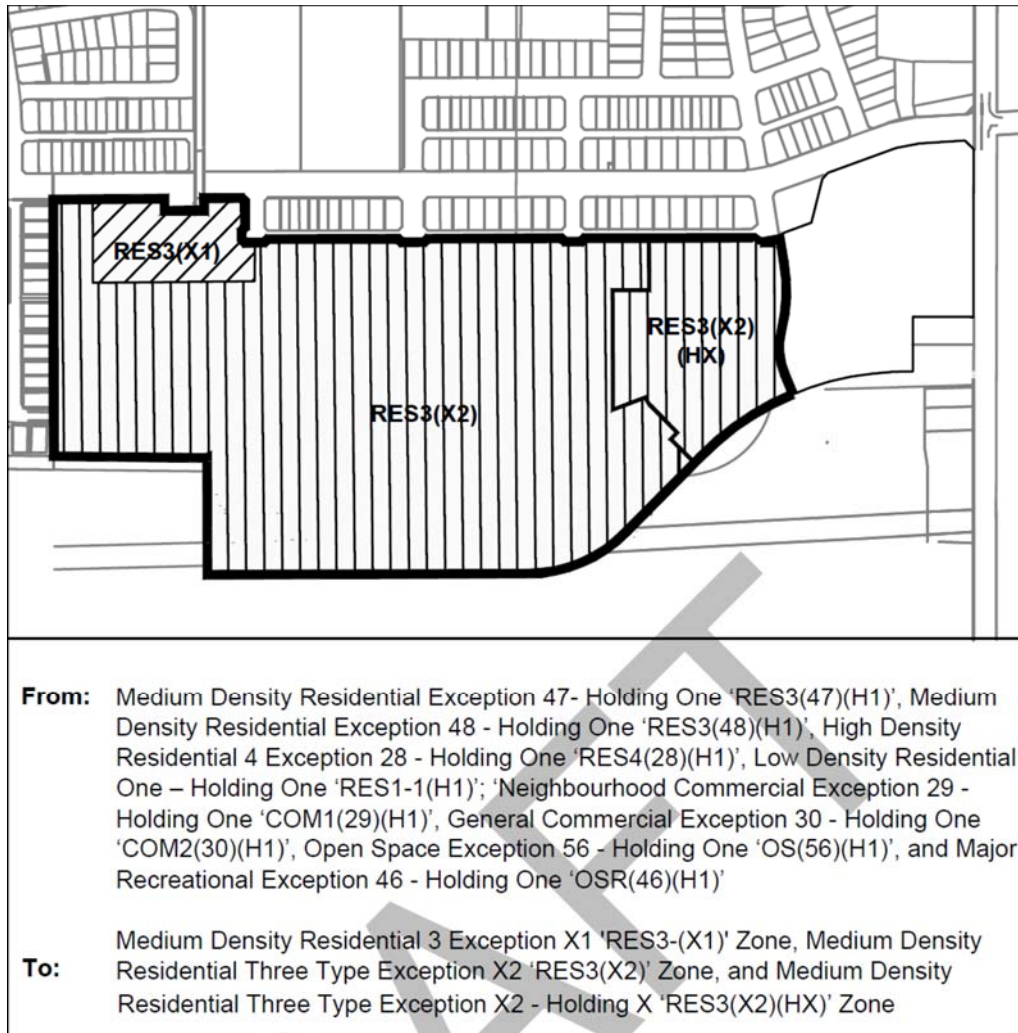 RES3(X1)
RES3(X2)
(HX)
RES3(X2)
From: Medium Density Residential Exception 47- Holding One ‘RES3(47)(H1)’, Medium
Density Residential Exception 48 - Holding One ‘RES3(48)(H1)’, High Density
Residential 4 Exception 28 - Holding One ‘RES4(28)(H1)’, Low Density Residential
One – Holding One ‘RES1-1(H1)’; ‘Neighbourhood Commercial Exception 29 -
Holding One ‘COM1(29)(H1)’, General Commercial Exception 30 - Holding One
‘COM2(30)(H1)’, Open Space Exception 56 - Holding One ‘OS(56)(H1)’, and Major
Recreational Exception 46 - Holding One ‘OSR(46)(H1)’
Medium Density Residential 3 Exception X1 'RES3-(X1)' Zone, Medium Density
To: Residential Three Type Exception X2 ‘RES3(X2)’ Zone, and Medium Density
Residential Three Type Exception X2 - Holding X ‘RES3(X2)(HX)’ Zone
AFT